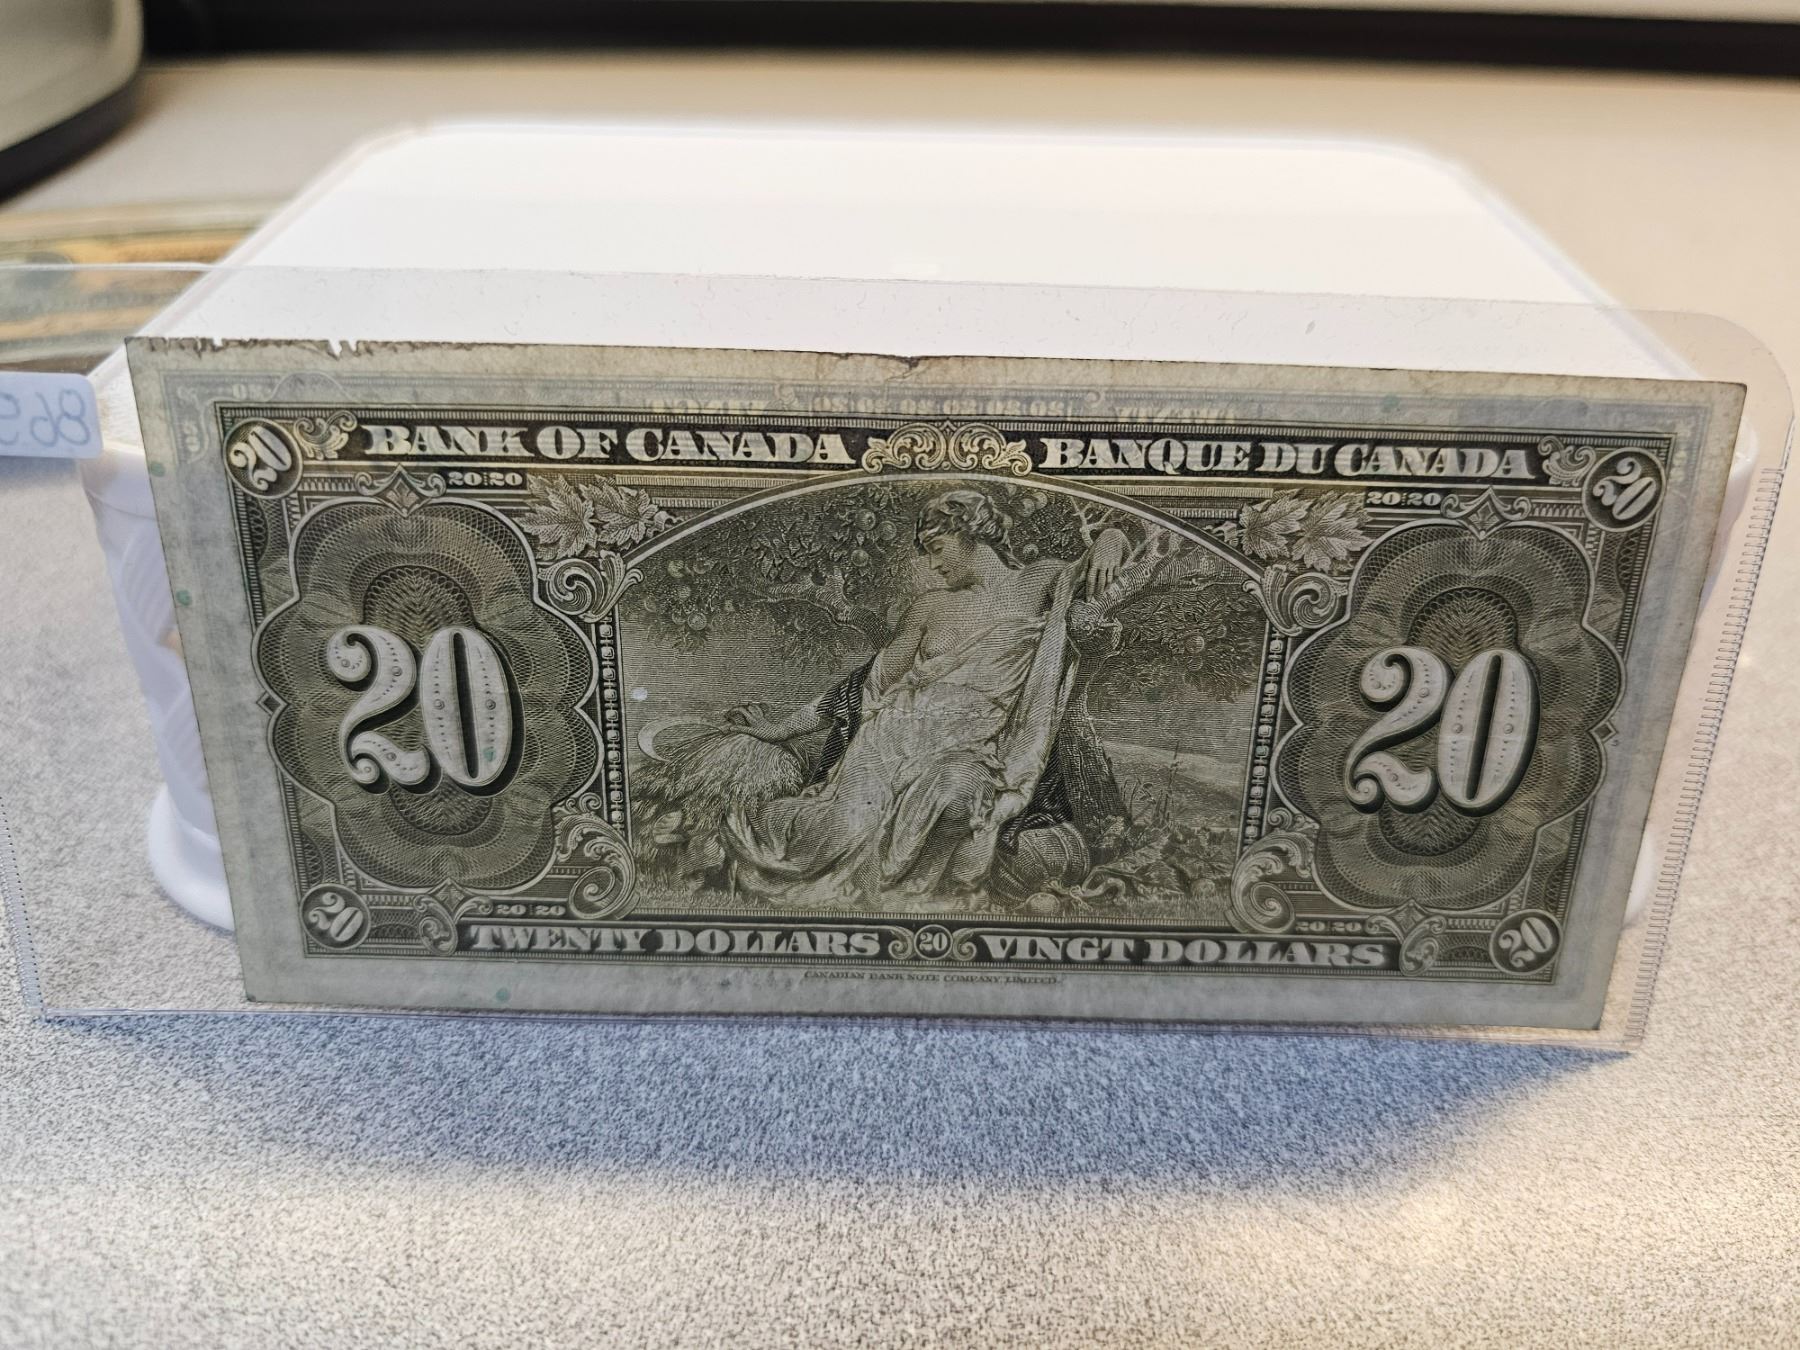 BANK OF CANADA BANQUE DU CANADA
20 20
20 20 20 20
20 20
20 20 20 20
20 20
TWENTY DOLLARS 20 VINGT DOLLARS
CANADIAN BANK NOTE COMPANY, LIMITED.